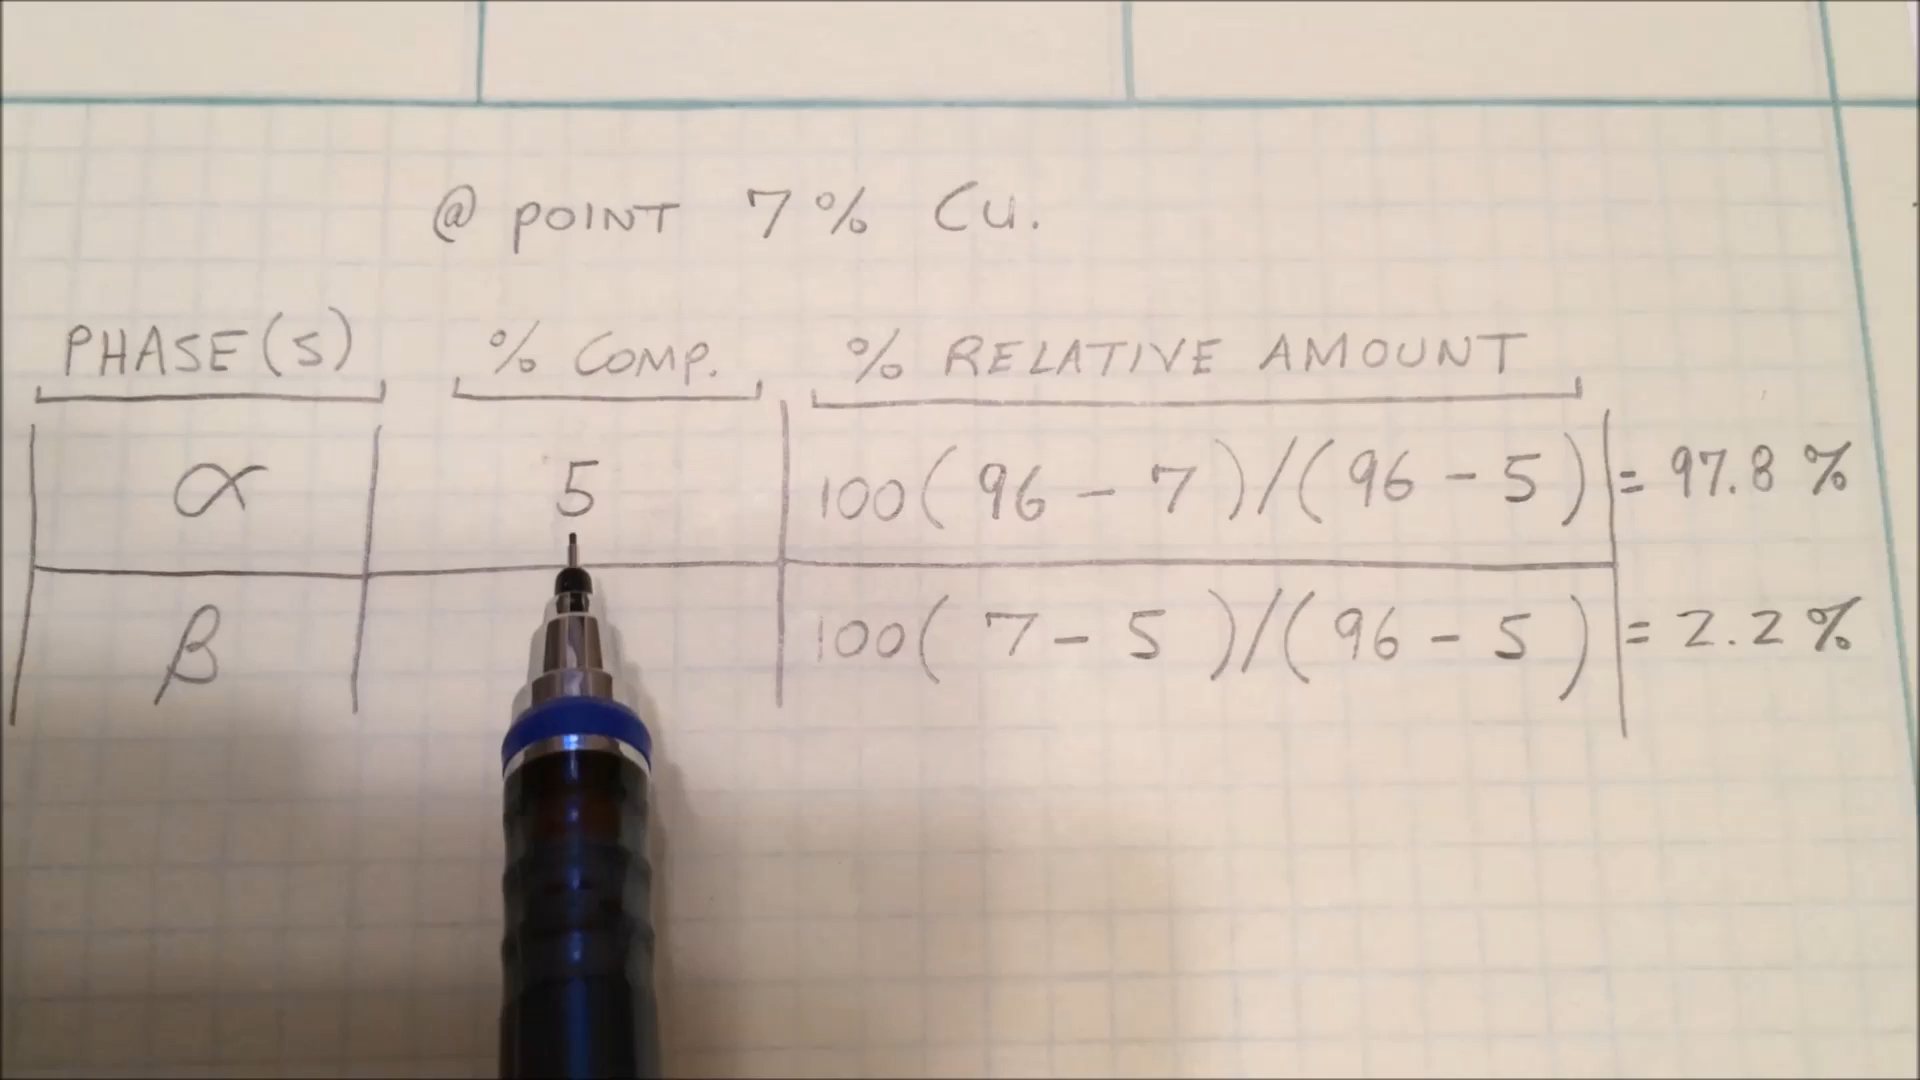 @ POINT 7% Cu.
PHASE(S) % COMP. % RELATIVE AMOUNT
α 5 100(96-7)/(96-5) = 97.8%
β 100(7-5)/(96-5) = 2.2%